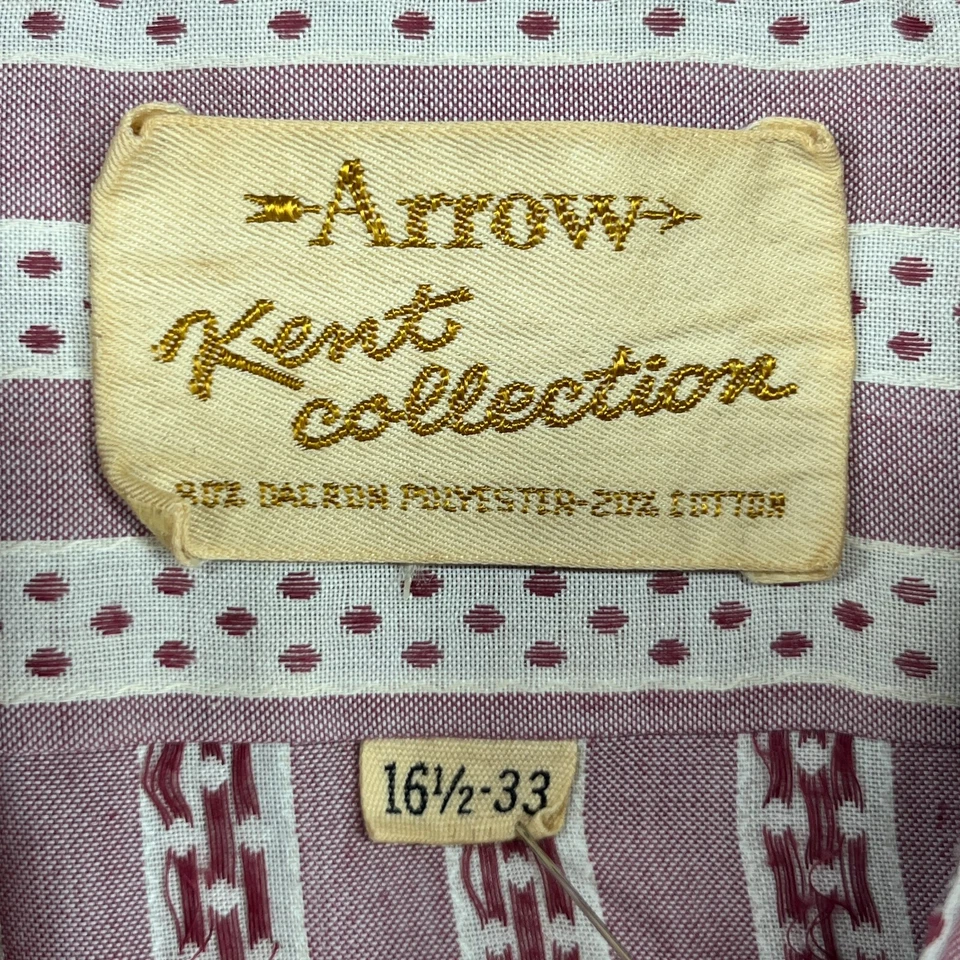 Arrow
Kent
collection
80% DACRON POLYESTER-20% COTTON
16½-33